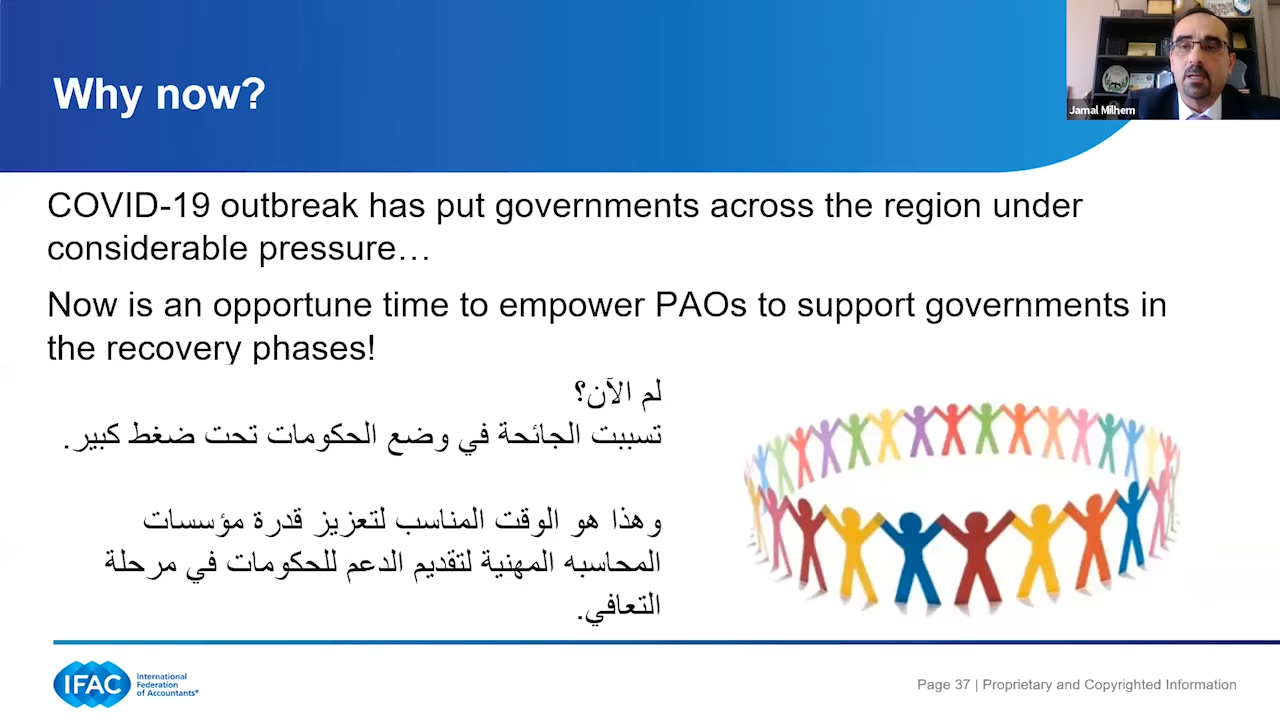 Why now?
Jamal Milhem
COVID-19 outbreak has put governments across the region under
considerable pressure…
Now is an opportune time to empower PAOs to support governments in
the recovery phases!
لم الآن؟
تسببت الجائحة في وضع الحكومات تحت ضغط كبير.
وهذا هو الوقت المناسب لتعزيز قدرة مؤسسات
المحاسبه المهنية لتقديم الدعم للحكومات في مرحلة
التعافي.
IFAC
International
Federation
of Accountants®
Page 37 | Proprietary and Copyrighted Information